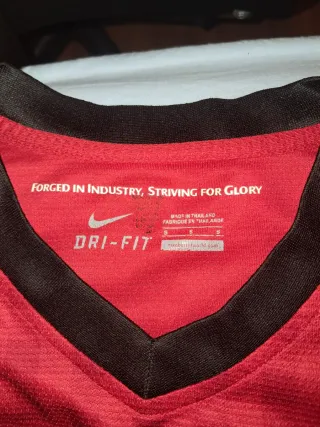 FORGED IN INDUSTRY, STRIVING FOR GLORY
MADE IN THAILAND
FABRIQUÉ EN THAÏLANDE
DRI-FIT
S S S